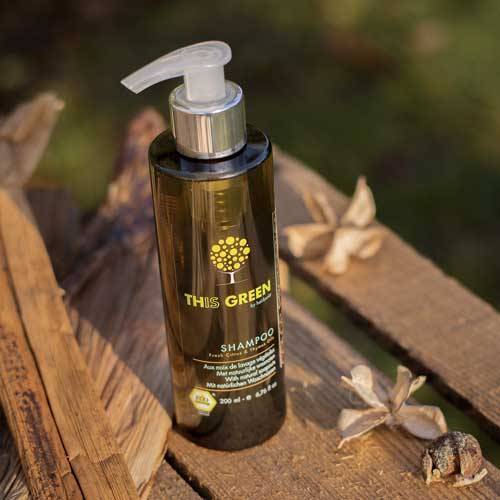 THIS GREEN
SHAMPOO
Fresh Citrus & Thyme Oils
Aux noix de lavage végétales
Met natuurlijke wasnoten
With natural soapnuts
Mit natürlichen Waschnüssen
200 ml e 6.76 fl oz